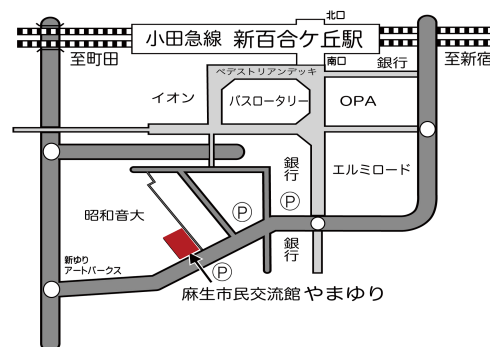 北口
小田急線 新百合ケ丘駅
至町田
南口
銀行
至新宿
ペデストリアンデッキ
イオン
バスロータリー
OPA
銀行
エルミロード
昭和音大
P
P
銀行
新ゆり
アートパークス
P
麻生市民交流館 やまゆり